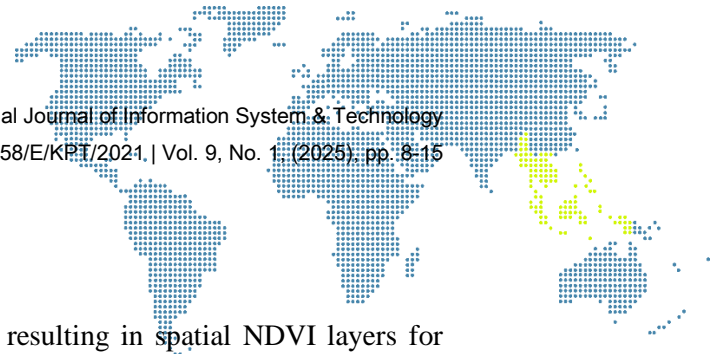 al Journal of Information System & Technology
58/E/KPT/2021 | Vol. 9, No. 1, (2025), pp. 8-15
resulting in spatial NDVI layers for